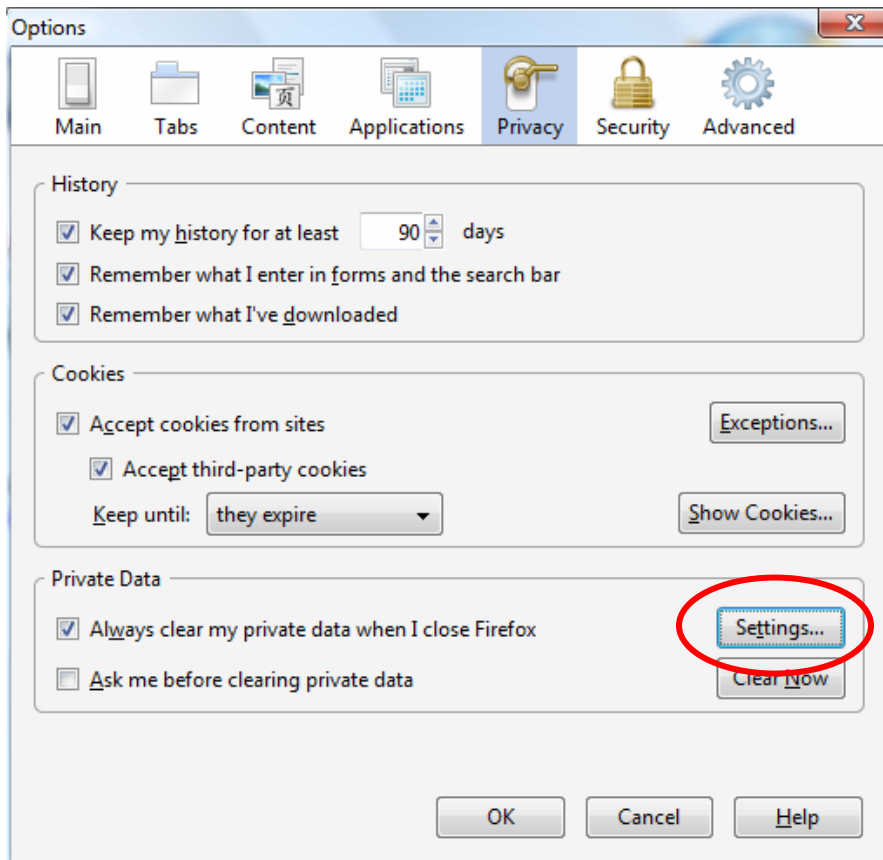 Options
Main Tabs Content Applications Privacy Security Advanced
页
History
Keep my history for at least 90 days
Remember what I enter in forms and the search bar
Remember what I've downloaded
Cookies
Accept cookies from sites Exceptions...
Accept third-party cookies
Keep until: they expire Show Cookies...
Private Data
Always clear my private data when I close Firefox Settings...
Ask me before clearing private data Clear Now
OK Cancel Help